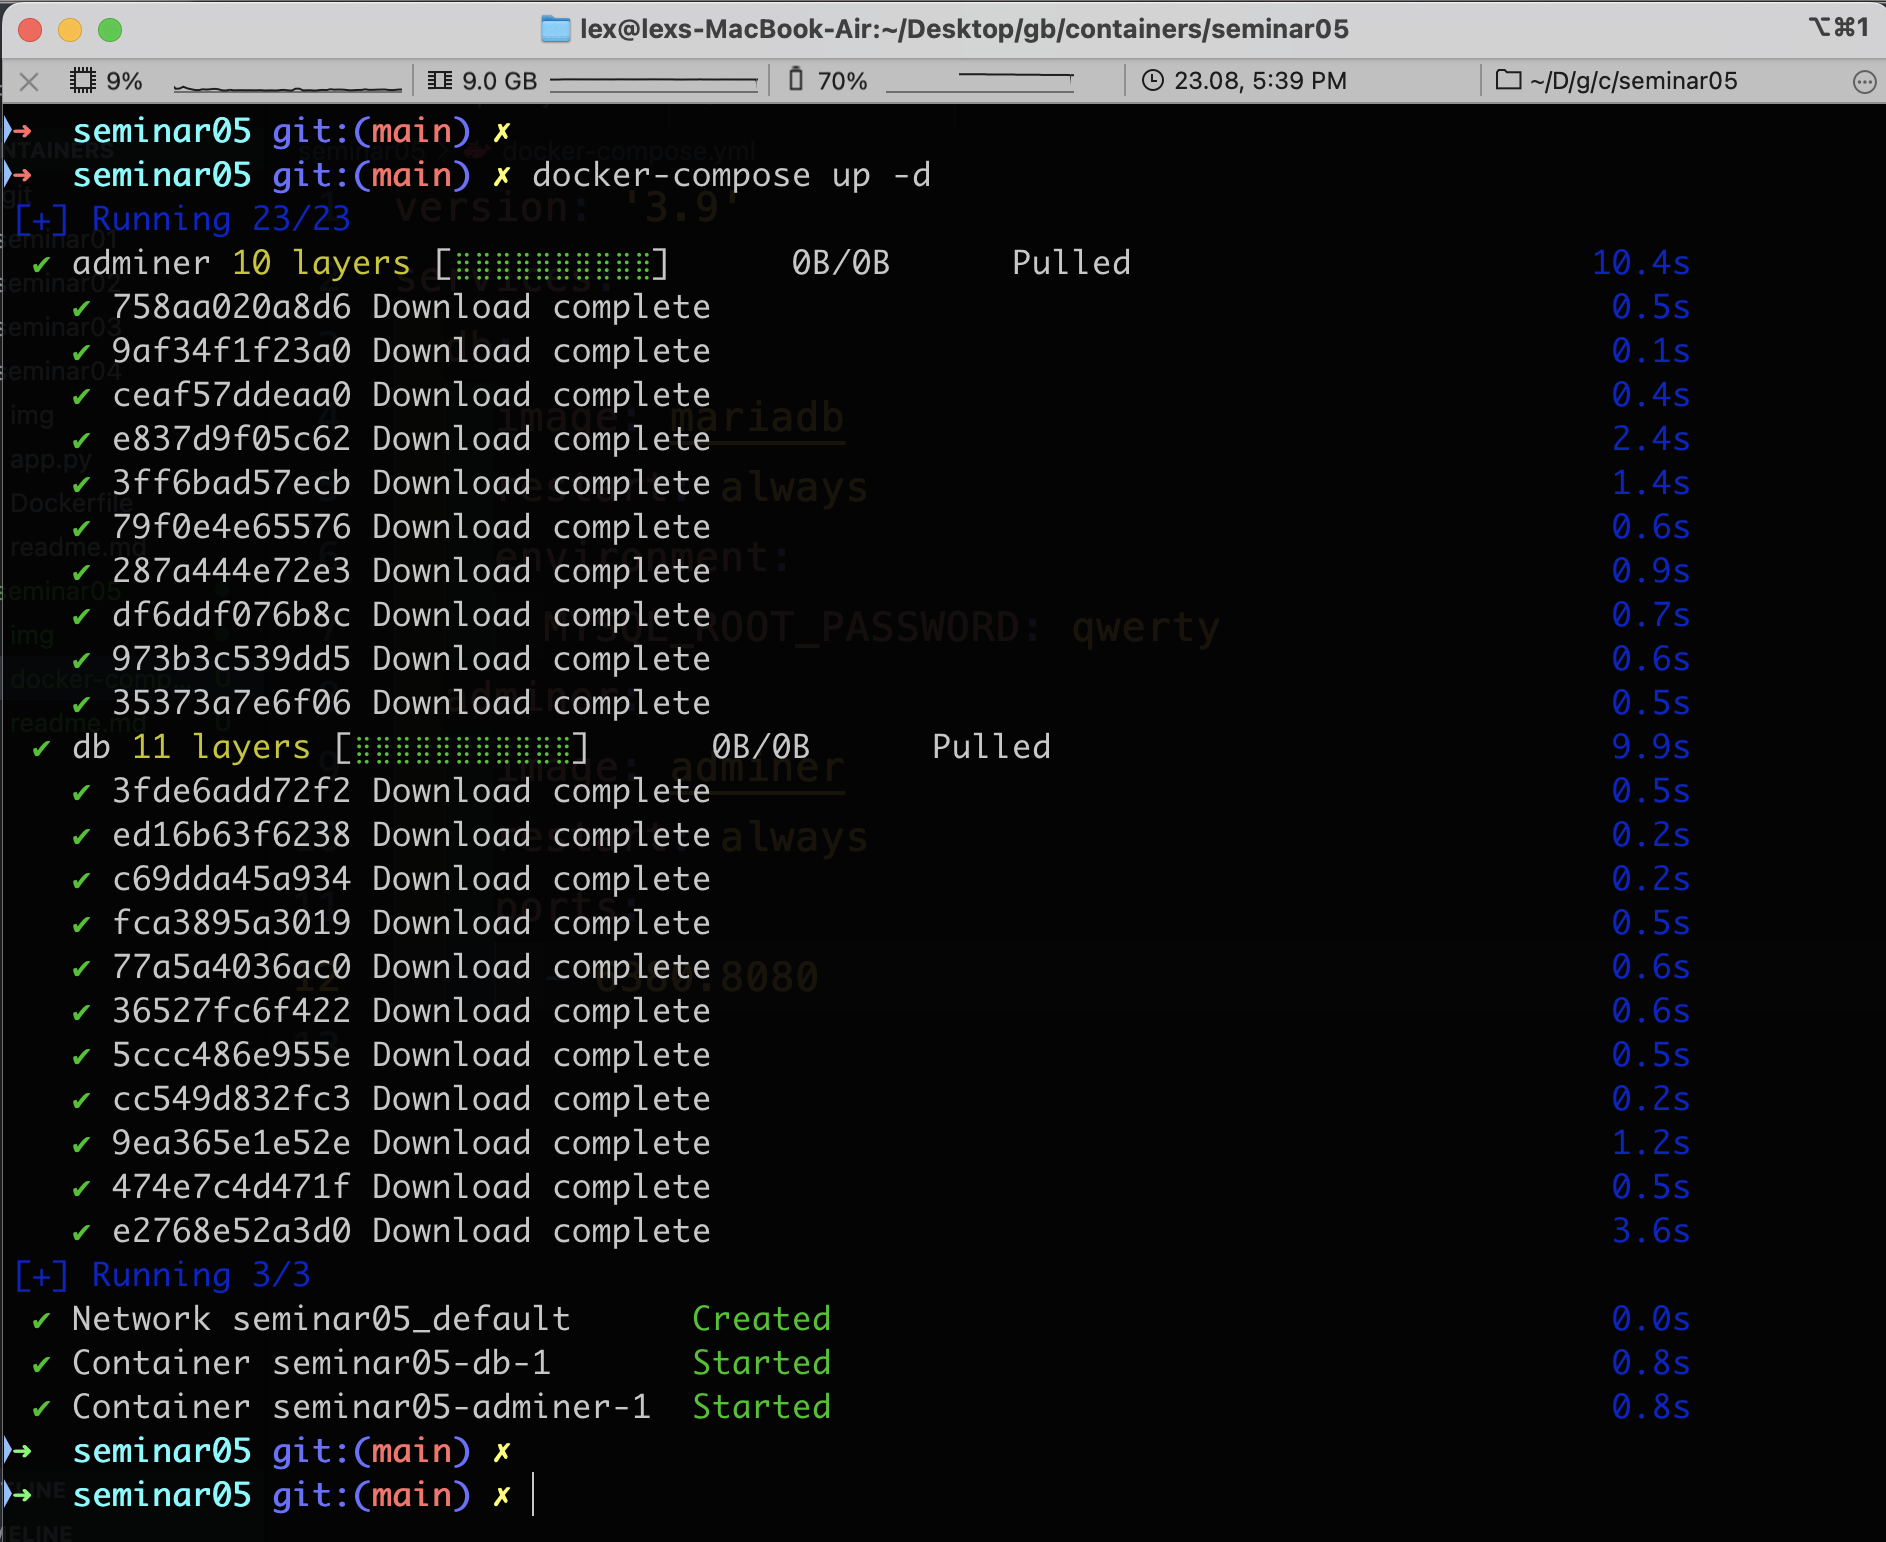 lex@lexs-MacBook-Air:~/Desktop/gb/containers/seminar05 ⌥⌘1
9% 9.0 GB 70% 23.08, 5:39 PM ~/D/g/c/seminar05
➜ seminar05 git:(main) ✗
➜ seminar05 git:(main) ✗ docker-compose up -d
[+] Running 23/23
✔ adminer 10 layers [⣿⣿⣿⣿⣿⣿⣿⣿⣿⣿] 0B/0B Pulled 10.4s
✔ 758aa020a8d6 Download complete 0.5s
✔ 9af34f1f23a0 Download complete 0.1s
✔ ceaf57ddeaa0 Download complete 0.4s
✔ e837d9f05c62 Download complete 2.4s
✔ 3ff6bad57ecb Download complete 1.4s
✔ 79f0e4e65576 Download complete 0.6s
✔ 287a444e72e3 Download complete 0.9s
✔ df6ddf076b8c Download complete 0.7s
✔ 973b3c539dd5 Download complete 0.6s
✔ 35373a7e6f06 Download complete 0.5s
✔ db 11 layers [⣿⣿⣿⣿⣿⣿⣿⣿⣿⣿⣿] 0B/0B Pulled 9.9s
✔ 3fde6add72f2 Download complete 0.5s
✔ ed16b63f6238 Download complete 0.2s
✔ c69dda45a934 Download complete 0.2s
✔ fca3895a3019 Download complete 0.5s
✔ 77a5a4036ac0 Download complete 0.6s
✔ 36527fc6f422 Download complete 0.6s
✔ 5ccc486e955e Download complete 0.5s
✔ cc549d832fc3 Download complete 0.2s
✔ 9ea365e1e52e Download complete 1.2s
✔ 474e7c4d471f Download complete 0.5s
✔ e2768e52a3d0 Download complete 3.6s
[+] Running 3/3
✔ Network seminar05_default Created 0.0s
✔ Container seminar05-db-1 Started 0.8s
✔ Container seminar05-adminer-1 Started 0.8s
➜ seminar05 git:(main) ✗
➜ seminar05 git:(main) ✗